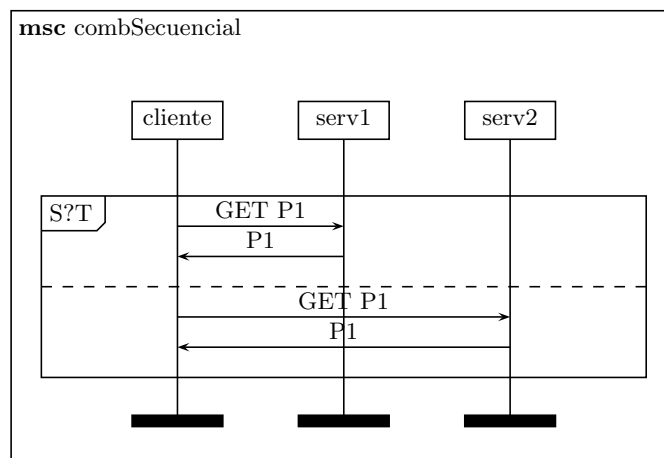 msc combSecuencial
cliente serv1 serv2
S?T
GET P1
P1
GET P1
P1